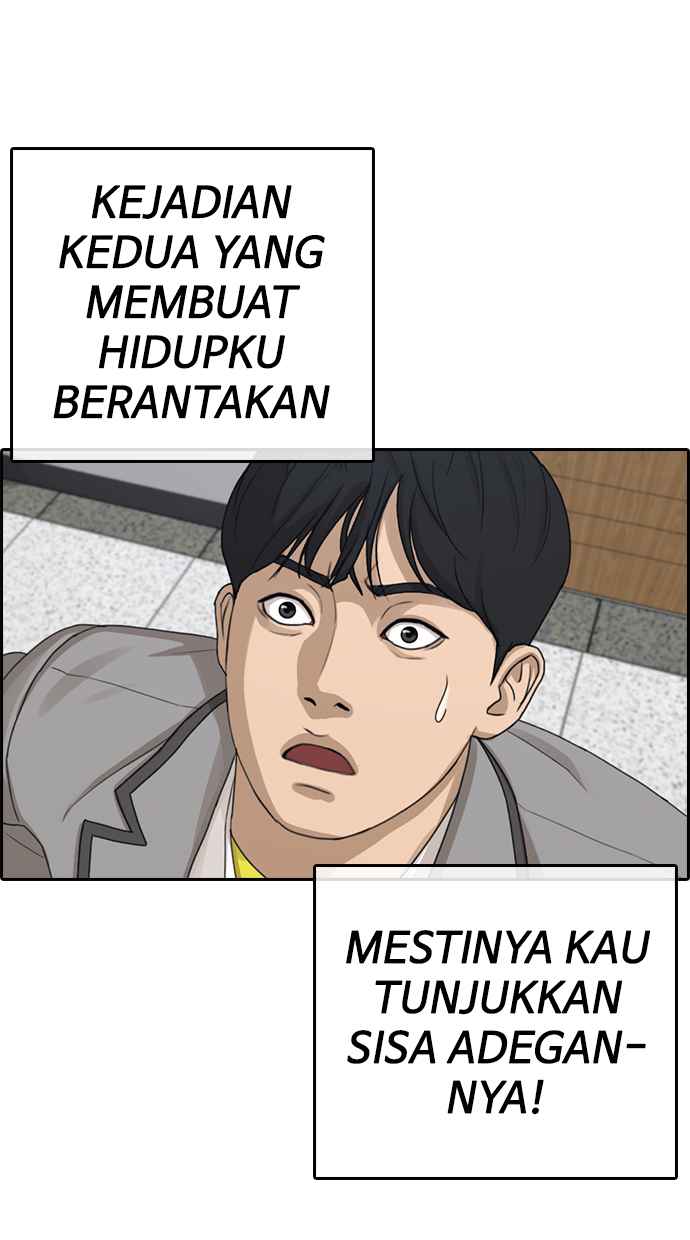 KEJADIAN
KEDUA YANG
MEMBUAT
HIDUPKU
BERANTAKAN
MESTINYA KAU
TUNJUKKAN
SISA ADEGAN-
NYA!